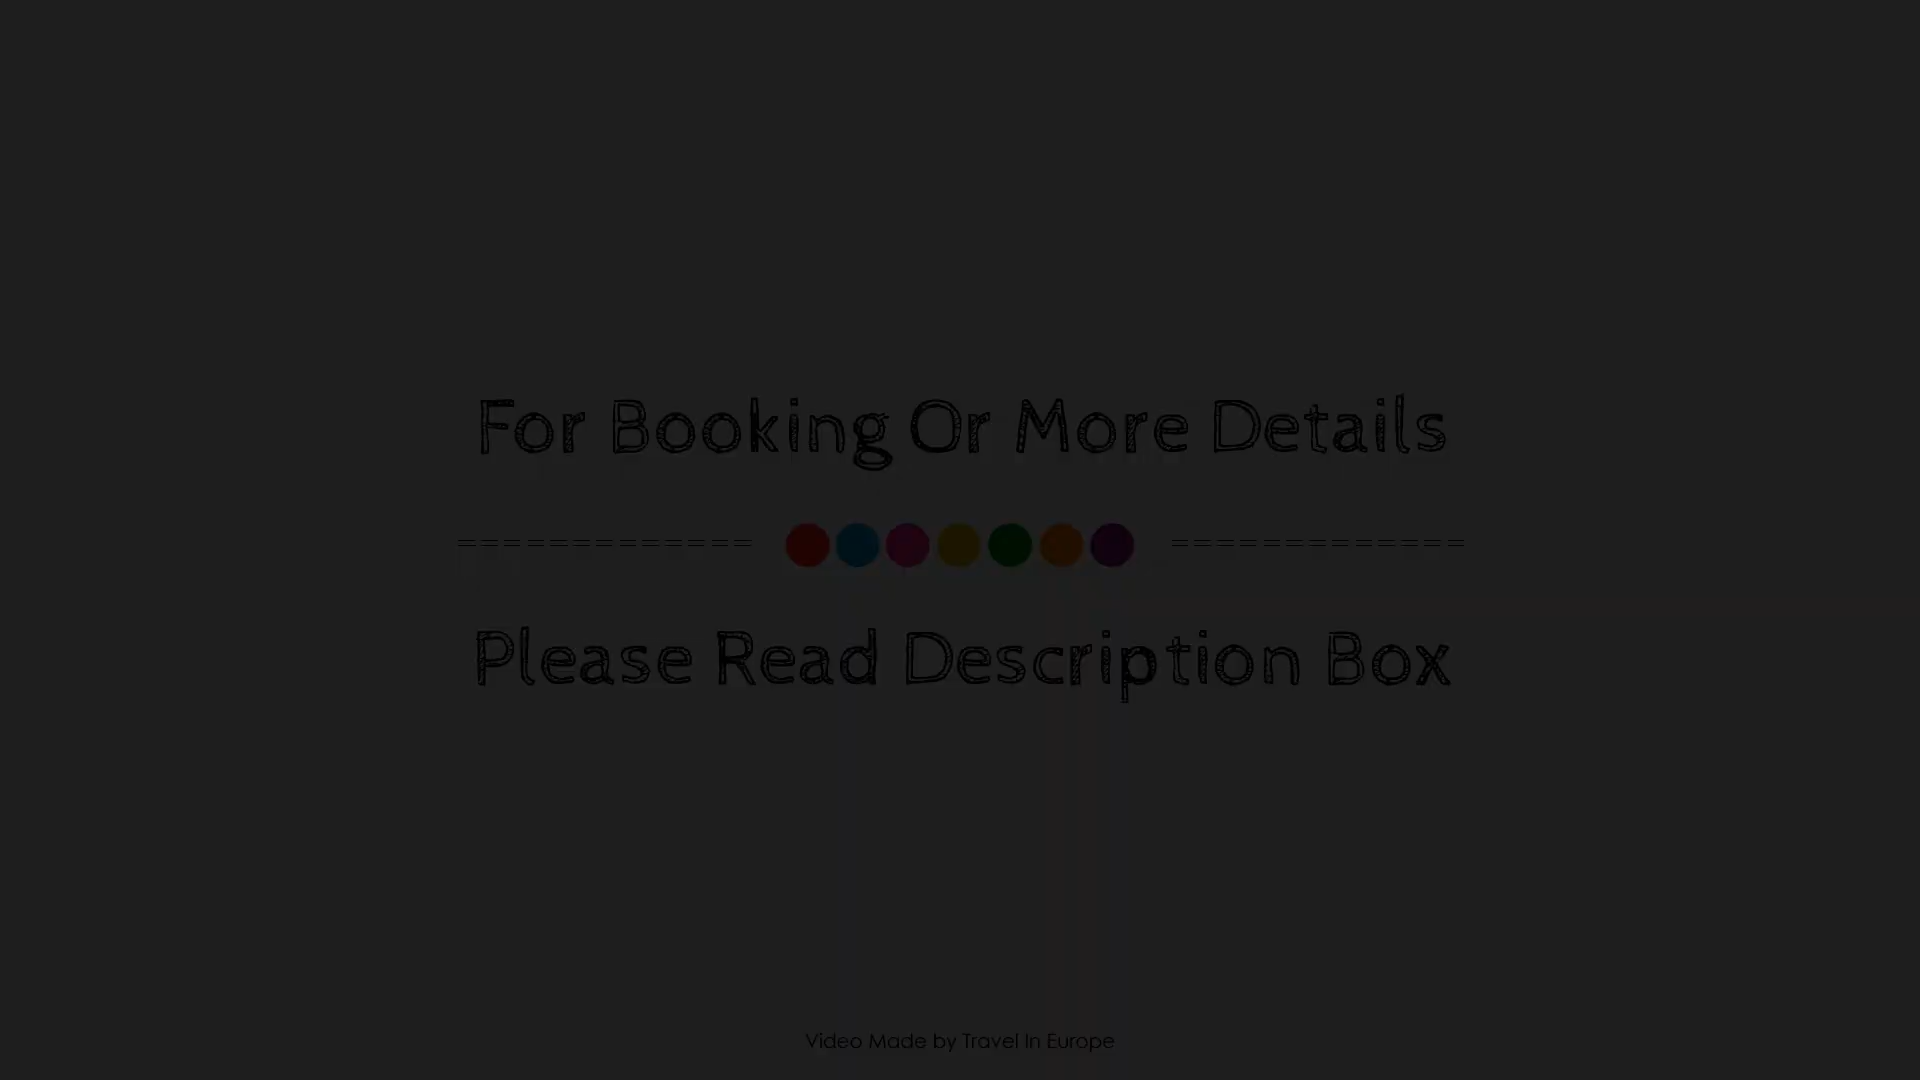 For Booking Or More Details
============= =============
Please Read Description Box
Video Made by Travel In Europe